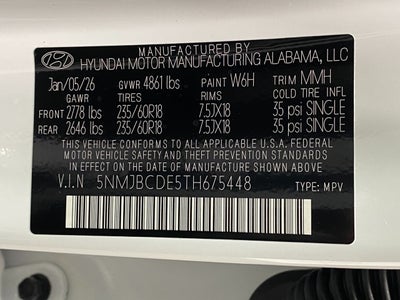 MANUFACTURED BY
HYUNDAI MOTOR MANUFACTURING ALABAMA, LLC
Jan/05/26 GVWR 4861 lbs PAINT W6H TRIM MMH
GAWR TIRES RIMS COLD TIRE INFL
FRONT 2778 lbs 235/60R18 7.5JX18 35 psi SINGLE
REAR 2646 lbs 235/60R18 7.5JX18 35 psi SINGLE
THIS VEHICLE CONFORMS TO ALL APPLICABLE U.S.A. FEDERAL
MOTOR VEHICLE SAFETY, BUMPER, AND THEFT PREVENTION STANDARDS
IN EFFECT ON THE DATE OF MANUFACTURE SHOWN ABOVE.
V.I.N 5NMJBCDE5TH675448 TYPE: MPV